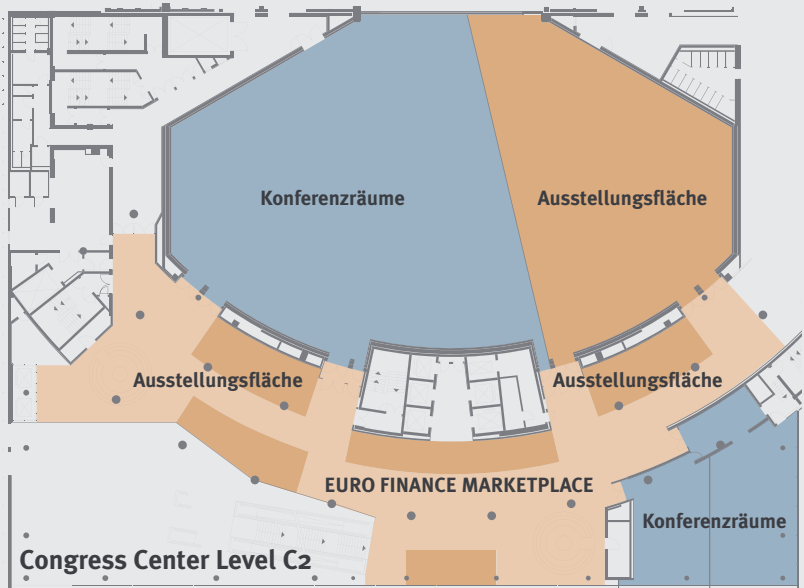 Konferenzräume
Ausstellungsfläche
Ausstellungsfläche
Ausstellungsfläche
EURO FINANCE MARKETPLACE
Konferenzräume
Congress Center Level C2